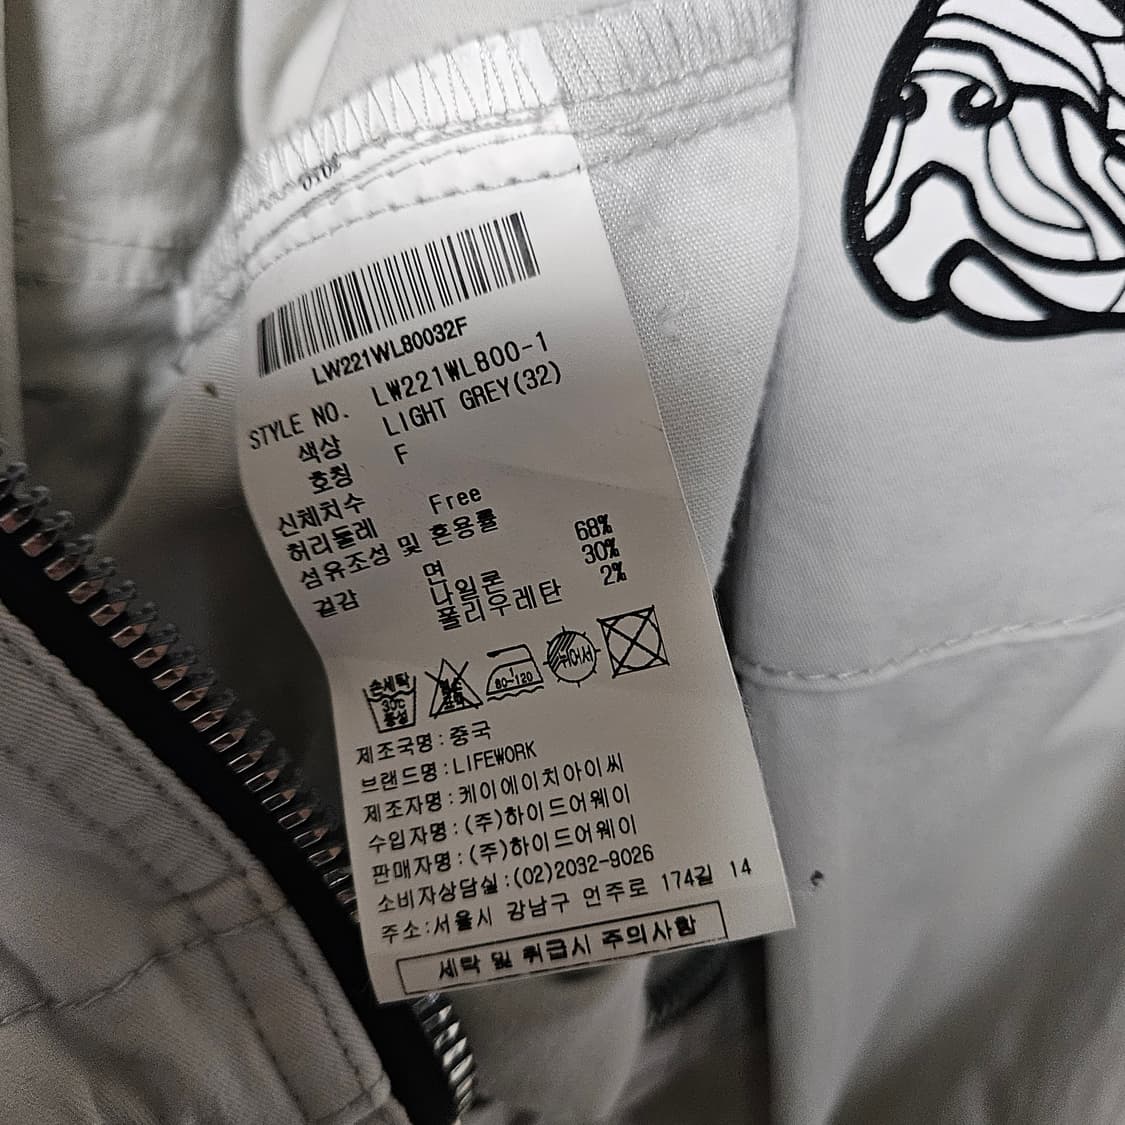 LW221WL80032F
STYLE NO. LW221WL800-1
색상 LIGHT GREY(32)
호칭 F
신체치수
허리둘레 Free
섬유조성 및 혼용률
겉감 면 68%
나일론 30%
폴리우레탄 2%
손세탁 30℃ 중성
80~120
뉘어서
제조국명:중국
브랜드명:LIFEWORK
제조자명:케이에이치아이씨
수입자명:(주)하이드어웨이
판매자명:(주)하이드어웨이
소비자상담실:(02)2032-9026
주소:서울시 강남구 언주로 174길 14
세탁 및 취급시 주의사항